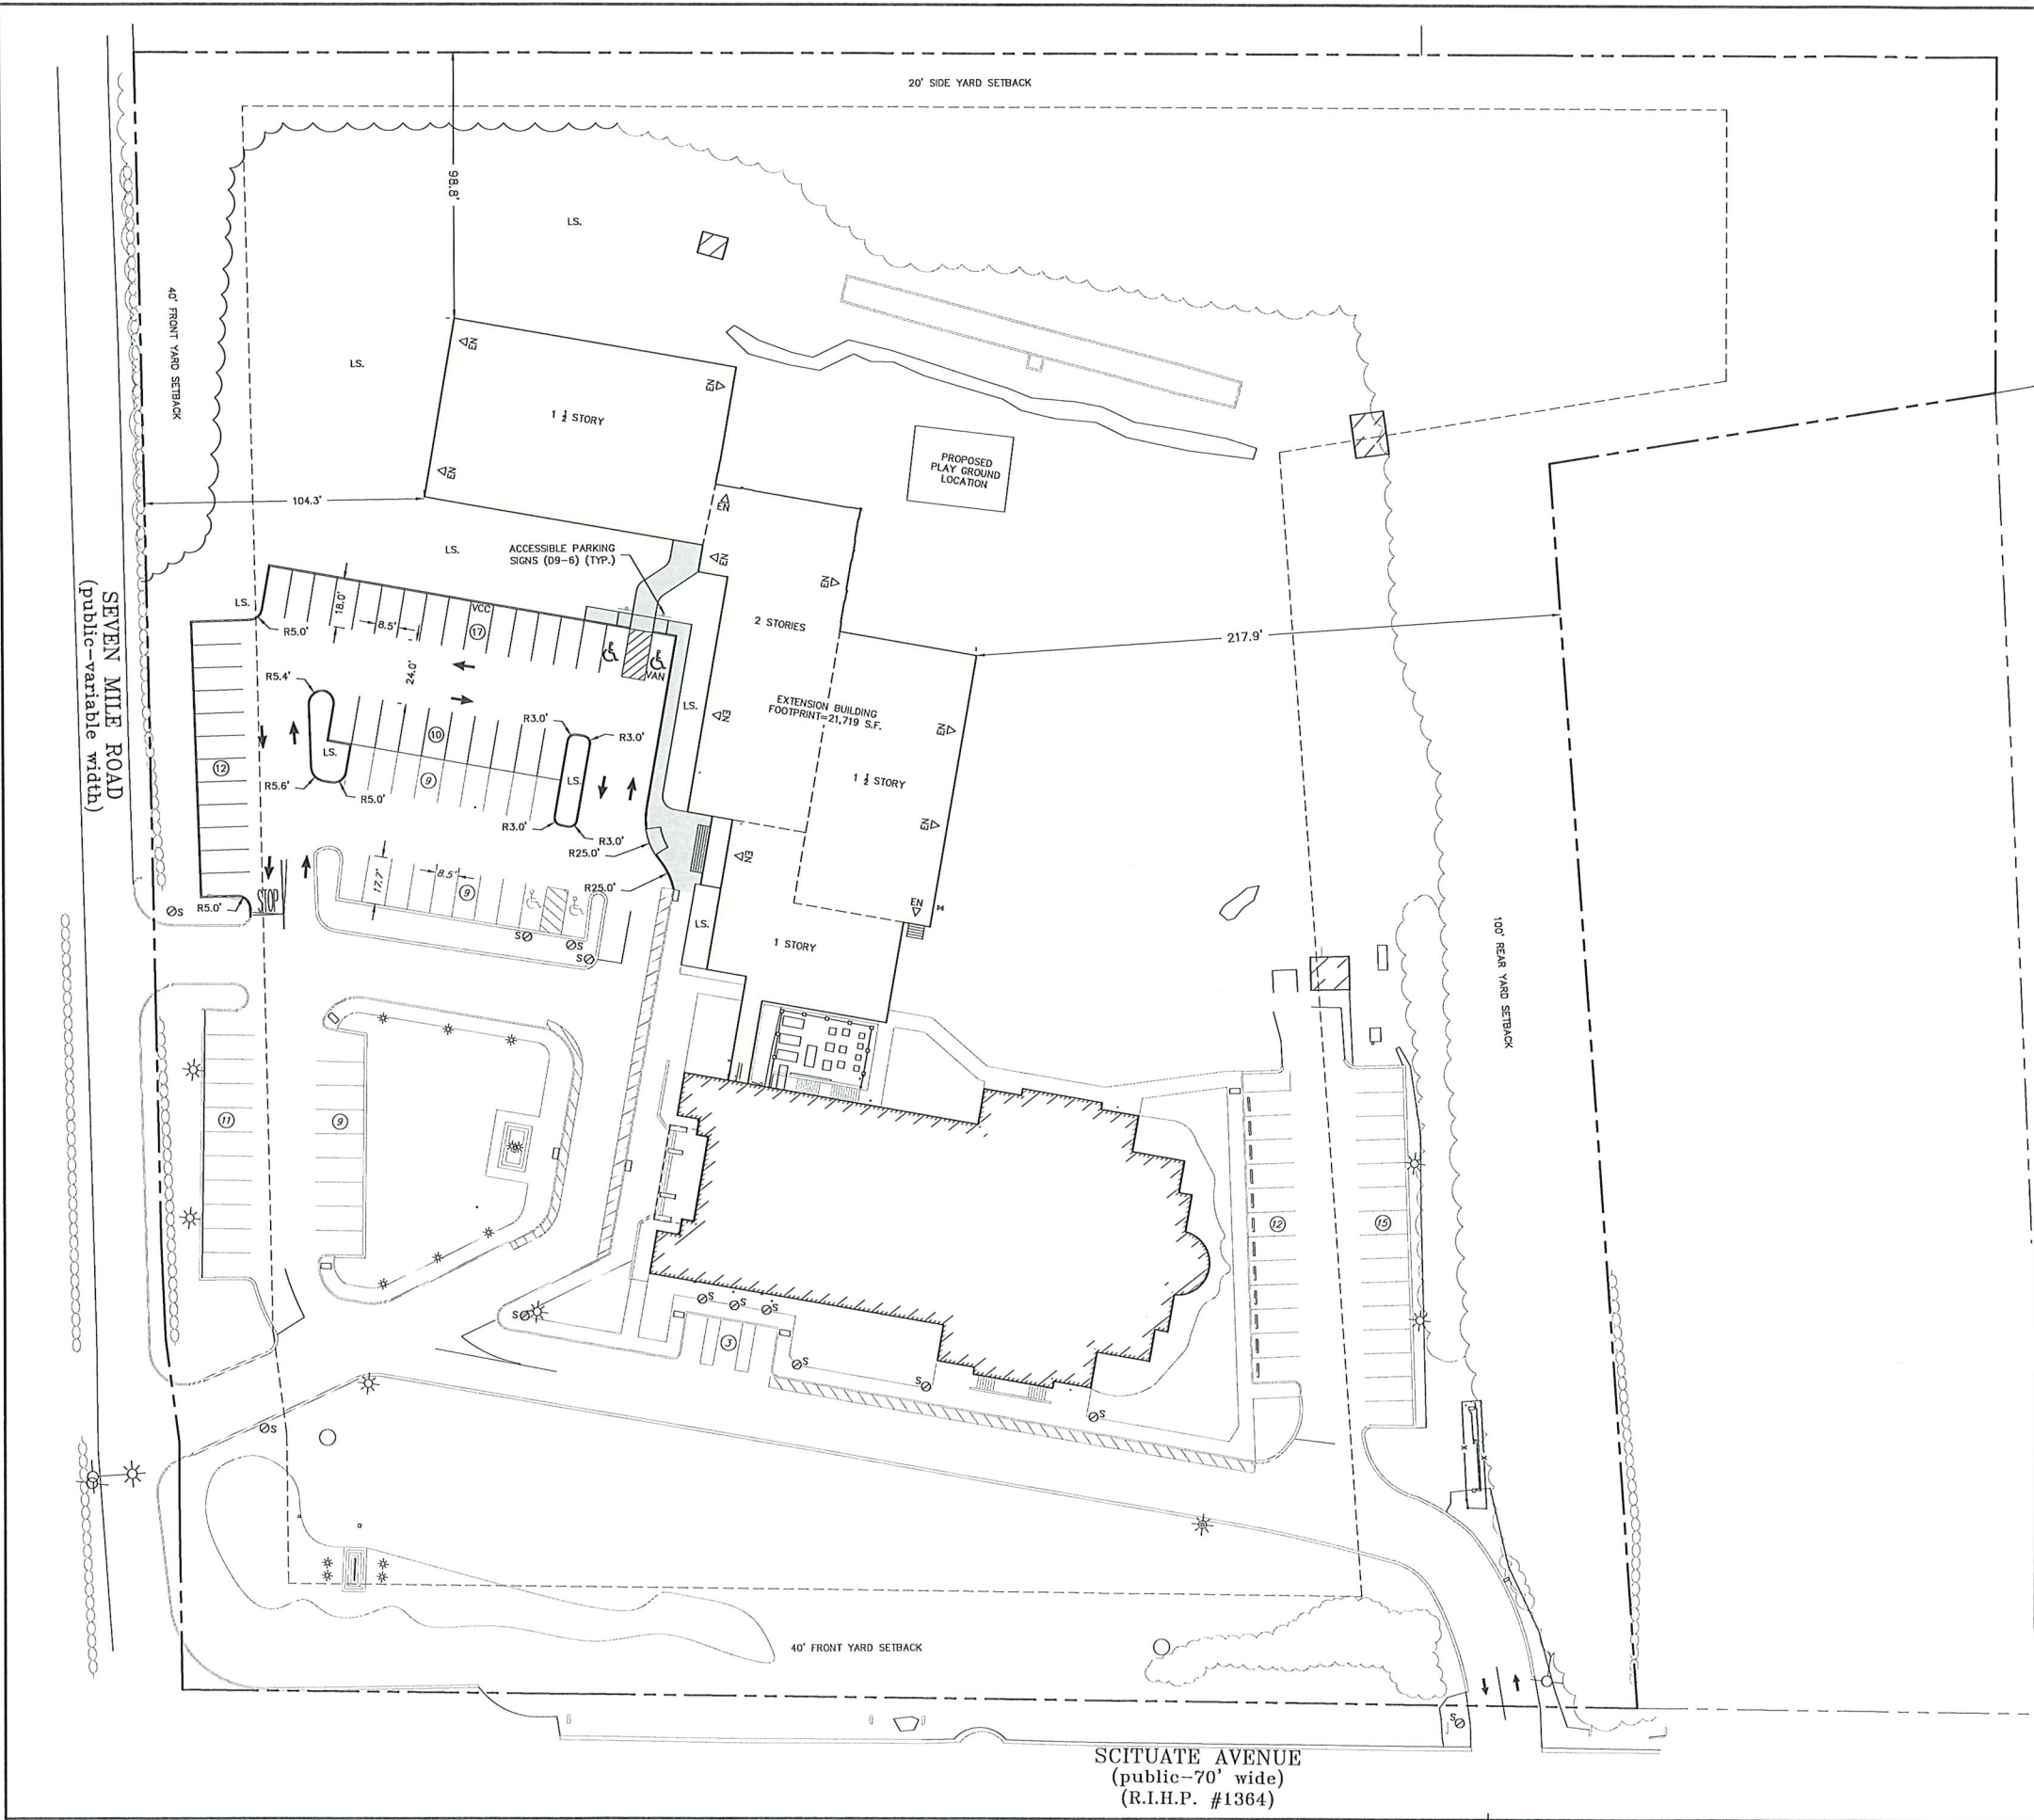 20' SIDE YARD SETBACK
98.8'
LS.
40' FRONT YARD SETBACK
LS.
EN
EN
1 ½ STORY
EN
104.3'
PROPOSED
PLAY GROUND
LOCATION
EN
LS.
ACCESSIBLE PARKING
SIGNS (D9-6) (TYP.)
EN
EN
SEVEN MILE ROAD
(public-variable width)
LS.
R5.0'
18.0'
8.5'
VCC
17
24.0'
VAN
2 STORIES
217.9'
R5.4'
LS.
EN
EXTENSION BUILDING
FOOTPRINT=21,719 S.F.
EN
R3.0'
R3.0'
10
LS.
12
9
LS.
1 ½ STORY
R5.6'
R5.0'
R3.0'
R3.0'
R25.0'
EN
EN
17.7'
8.5'
9
R25.0'
STOP
R5.0'
S
EN
LS.
S
S
S
1 STORY
100' REAR YARD SETBACK
11
9
12
15
S
S
S
S
3
S
S
S
S
X
X
40' FRONT YARD SETBACK
S
SCITUATE AVENUE
(public-70' wide)
(R.I.H.P. #1364)